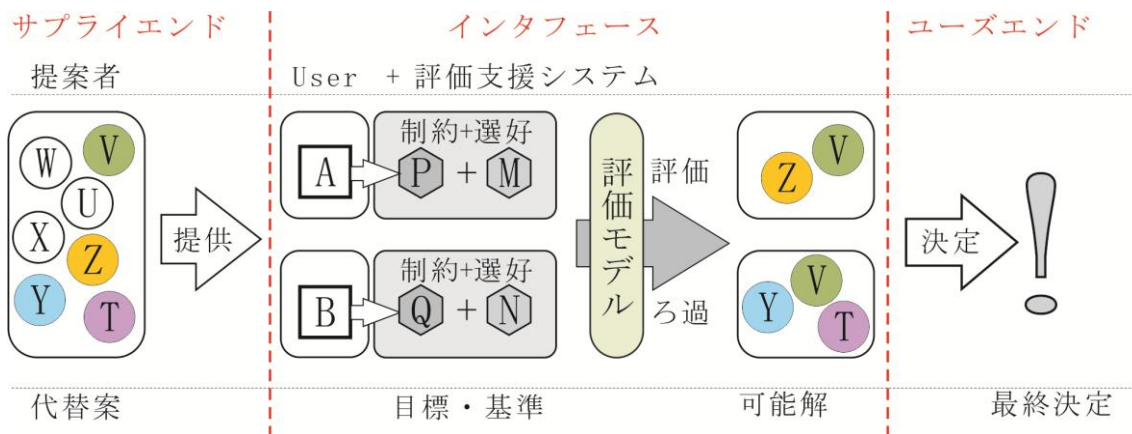 サプライエンド
インタフェース
ユーズエンド
提案者
User + 評価支援システム
W
V
U
X
Z
Y
T
提供
A
制約+選好
P + M
B
制約+選好
Q + N
評価モデル
評価
ろ過
Z
V
Y
V
T
決定
!
代替案
目標・基準
可能解
最終決定